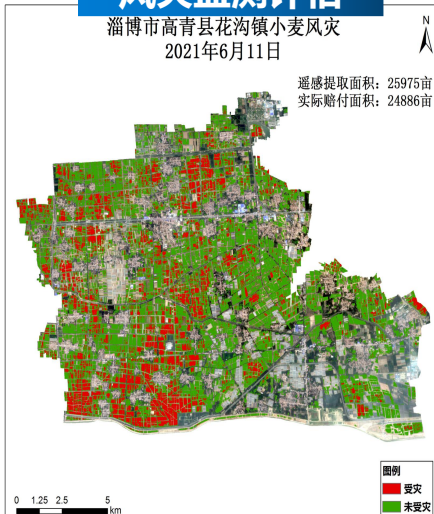 风灾监测评估
淄博市高青县花沟镇小麦风灾
2021年6月11日
N
遥感提取面积：25975亩
实际赔付面积：24886亩
图例
受灾
未受灾
0 1.25 2.5 5
km